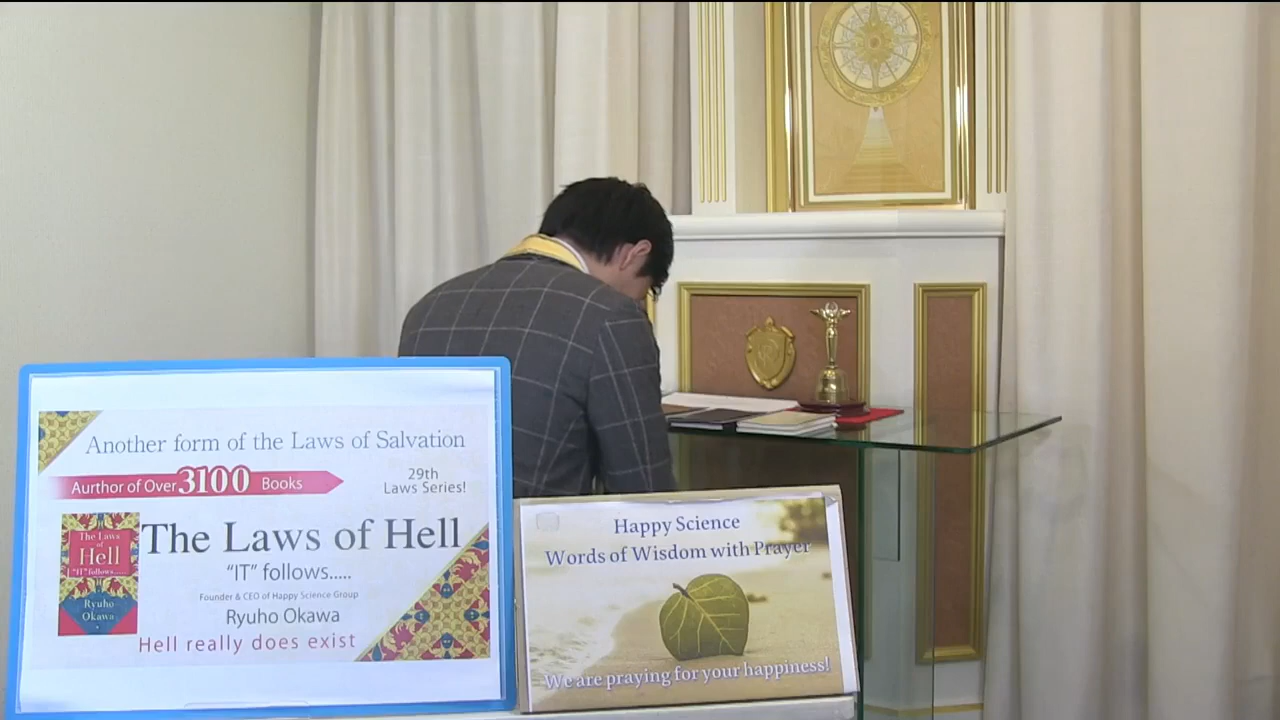 Another form of the Laws of Salvation
Aurthor of Over 3100 Books
29th
Laws Series!
The Laws
of
Hell
"IT" follows......
Ryuho
Okawa
The Laws of Hell
"IT" follows.....
Founder & CEO of Happy Science Group
Ryuho Okawa
Hell really does exist
Happy Science
Words of Wisdom with Prayer
We are praying for your happiness!